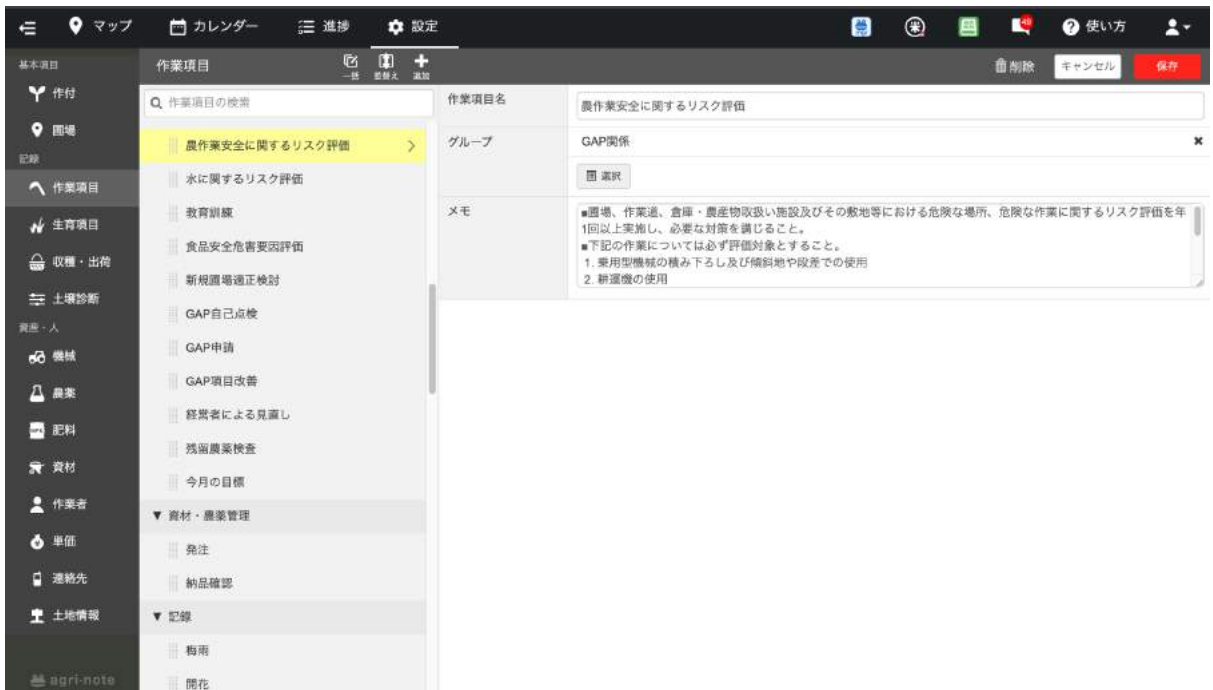 マップ
カレンダー
進捗
設定
49
使い方
基本項目
作付
圃場
記録
作業項目
生育項目
収穫・出荷
土壌診断
資産・人
機械
農薬
肥料
資材
作業者
単価
連絡先
土地情報
agri-note
作業項目
一括
並替え
追加
削除
キャンセル
保存
作業項目の検索
農作業安全に関するリスク評価
水に関するリスク評価
教育訓練
食品安全危害要因評価
新規圃場適正検討
GAP自己点検
GAP申請
GAP項目改善
経営者による見直し
残留農薬検査
今月の目標
▼ 資材・農薬管理
発注
納品確認
▼ 記録
梅雨
開花
作業項目名
農作業安全に関するリスク評価
グループ
GAP関係
選択
メモ
■圃場、作業道、倉庫・農産物取扱い施設及びその敷地等における危険な場所、危険な作業に関するリスク評価を年
1回以上実施し、必要な対策を講じること。
■下記の作業については必ず評価対象とすること。
1. 乗用型機械の積み下ろし及び傾斜地や段差での使用
2. 耕運機の使用